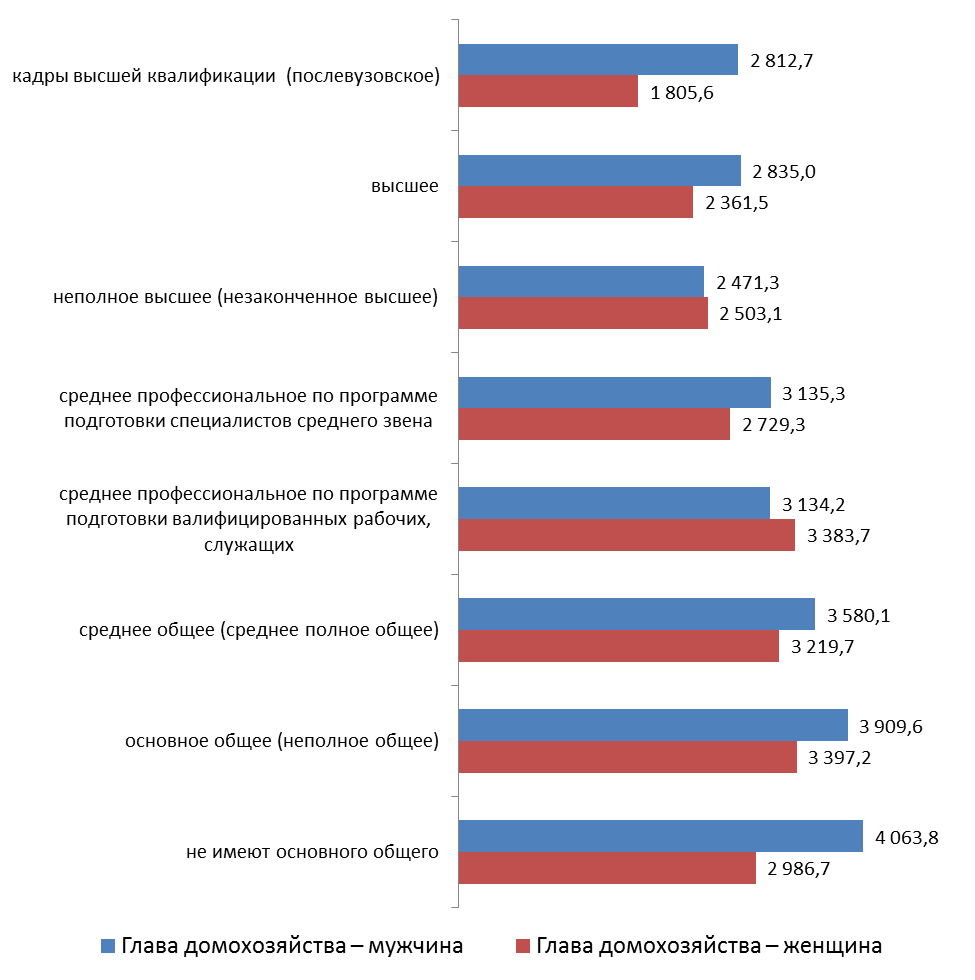 кадры высшей квалификации  (послевузовское)
2 812,7
1 805,6
высшее
2 835,0
2 361,5
неполное высшее (незаконченное высшее)
2 471,3
2 503,1
среднее профессиональное по программе
подготовки специалистов среднего звена
3 135,3
2 729,3
среднее профессиональное по программе
подготовки валифицированных рабочих,
служащих
3 134,2
3 383,7
среднее общее (среднее полное общее)
3 580,1
3 219,7
основное общее (неполное общее)
3 909,6
3 397,2
не имеют основного общего
4 063,8
2 986,7
Глава домохозяйства – мужчина
Глава домохозяйства – женщина